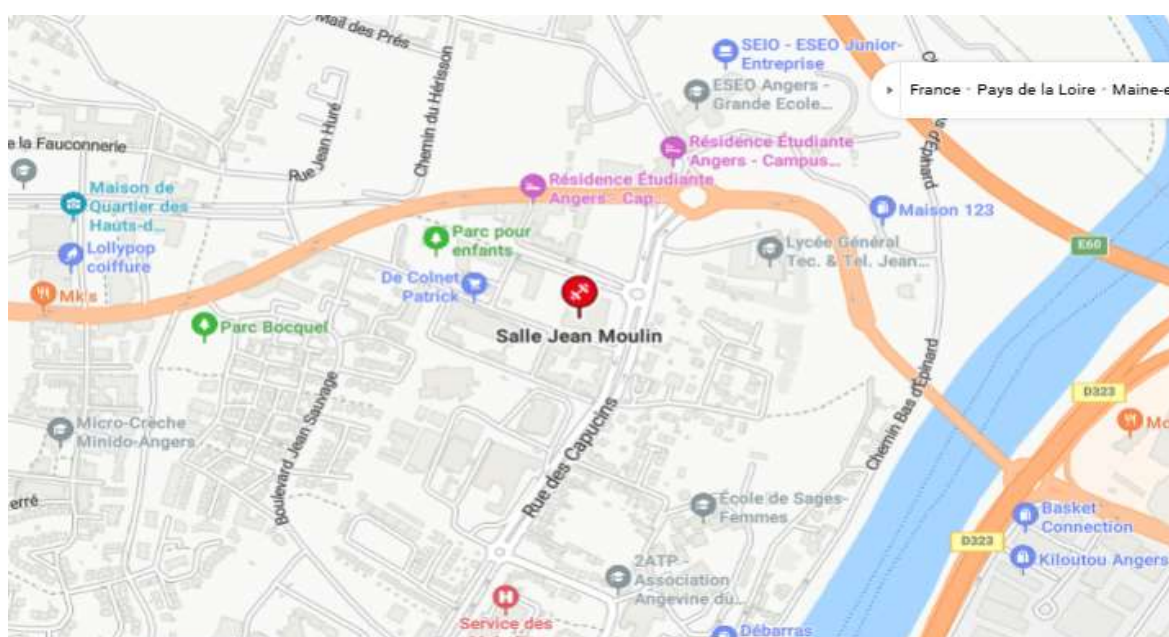 Mail des Prés
Chemin du Hérisson
SEIO - ESEO Junior-
Entreprise
ESEO Angers -
Grande Ecole...
France · Pays de la Loire · Maine-e
e la Fauconnerie
Rue Jean Huré
Résidence Étudiante
Angers - Campus...
d'Épinard
Maison de
Quartier des
Hauts-d...
Résidence Étudiante
Angers - Cap...
Maison 123
Lollypop
coiffure
Parc pour
enfants
Lycée Général
Tec. & Tel. Jean...
E60
De Colnet
Patrick
Mk's
Parc Bocquel
Salle Jean Moulin
D323
Micro-Crèche
Minido-Angers
Boulevard Jean Sauvage
Rue des Capucins
Chemin Bas d'Épinard
Mc
erré
École de Sages-
Femmes
Basket
Connection
D323
Kiloutou Angers
2ATP -
Association
Angevine du...
Service des
Débarras